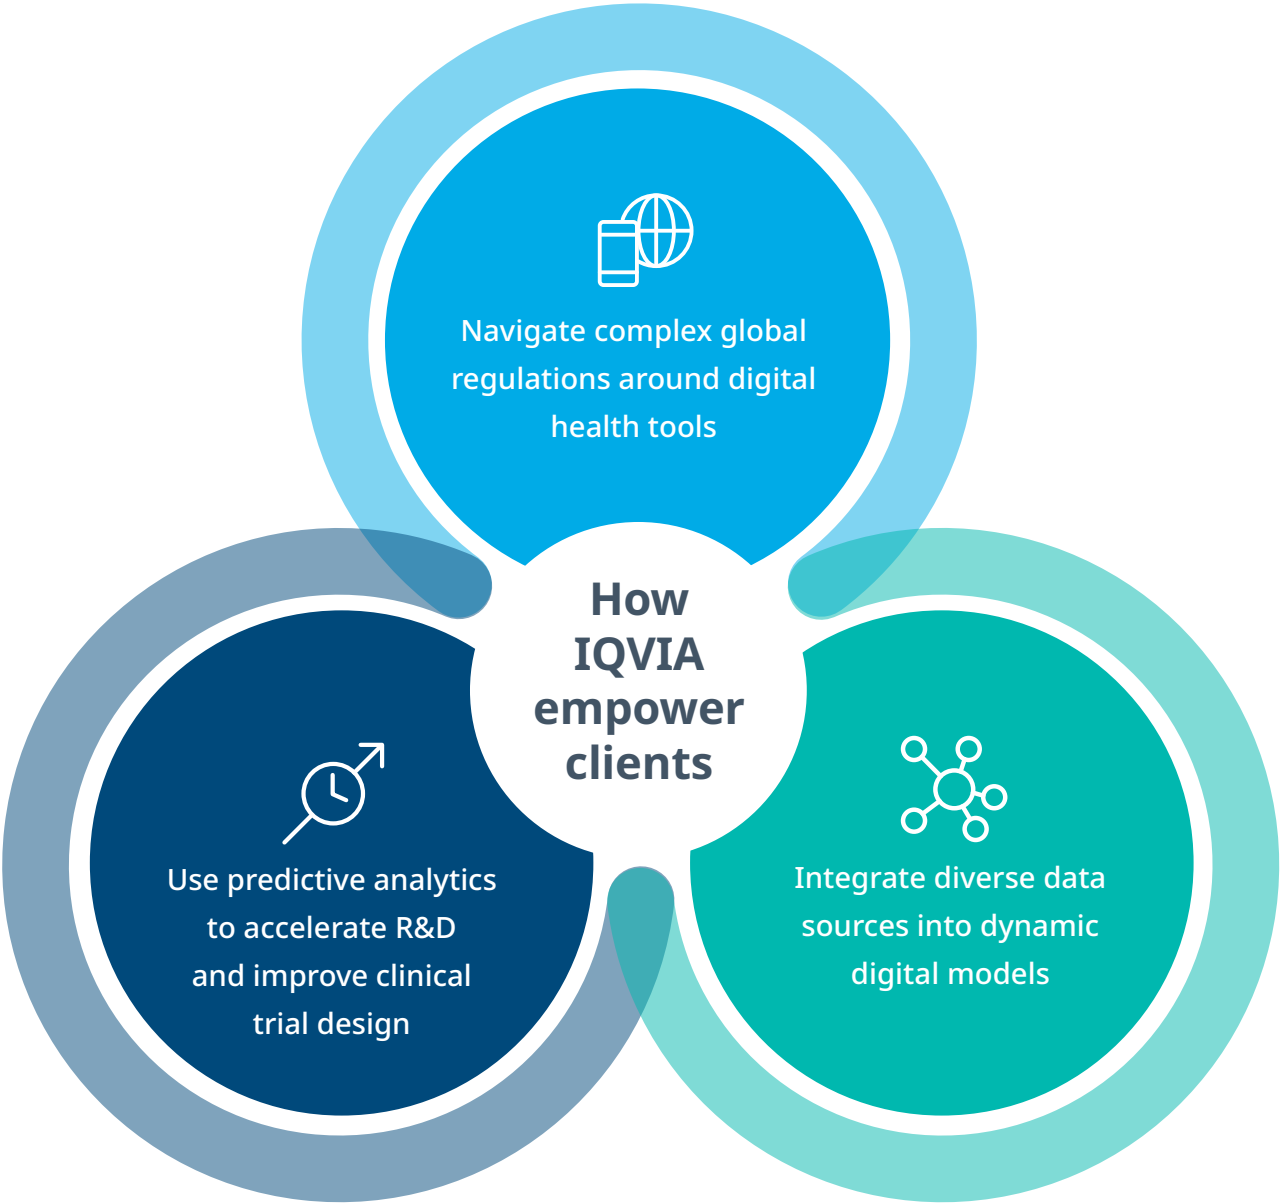 Navigate complex global
regulations around digital
health tools
How
IQVIA
empower
clients
Use predictive analytics
to accelerate R&D
and improve clinical
trial design
Integrate diverse data
sources into dynamic
digital models